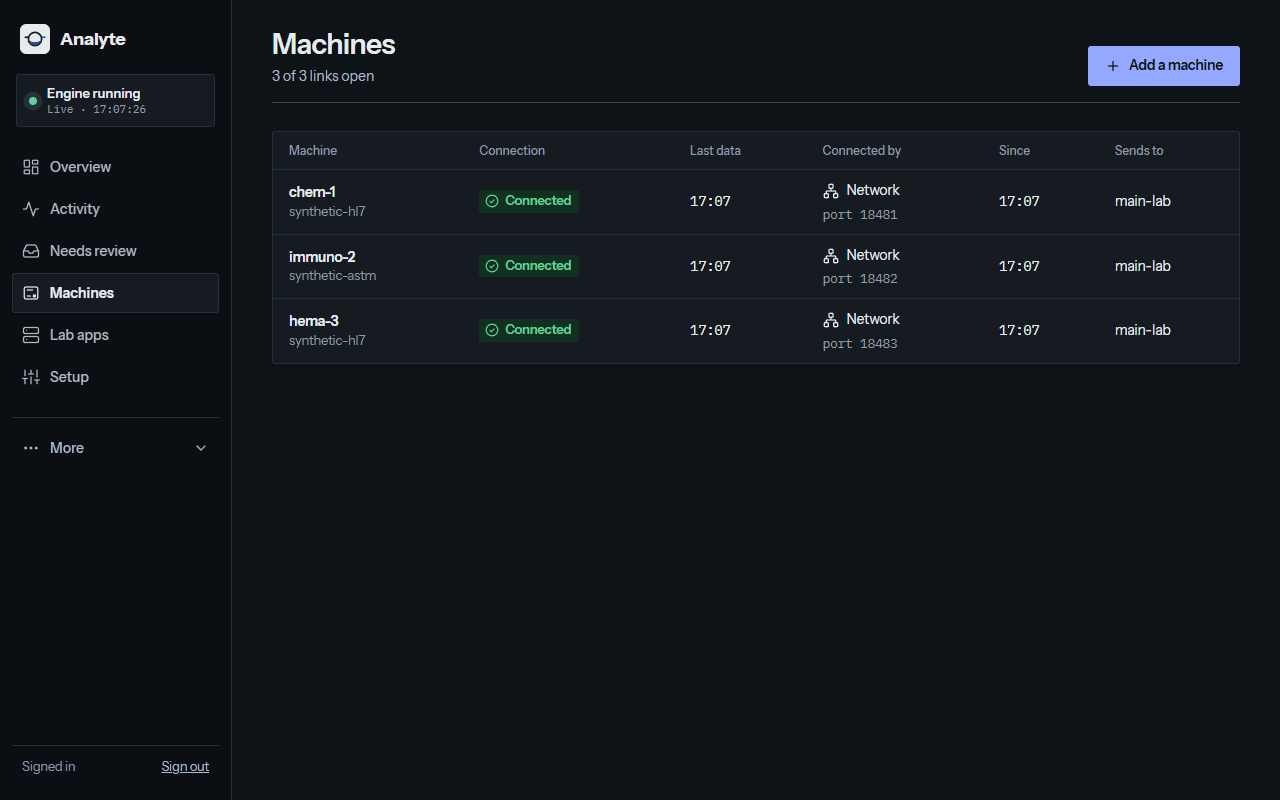 Analyte
Engine running
Live · 17:07:26
Overview
Activity
Needs review
Machines
Lab apps
Setup
More
Signed in
Sign out
Machines
3 of 3 links open
+ Add a machine
Machine Connection Last data Connected by Since Sends to
chem-1 Connected 17:07 Network 17:07 main-lab
synthetic-hl7 port 18481
immuno-2 Connected 17:07 Network 17:07 main-lab
synthetic-astm port 18482
hema-3 Connected 17:07 Network 17:07 main-lab
synthetic-hl7 port 18483